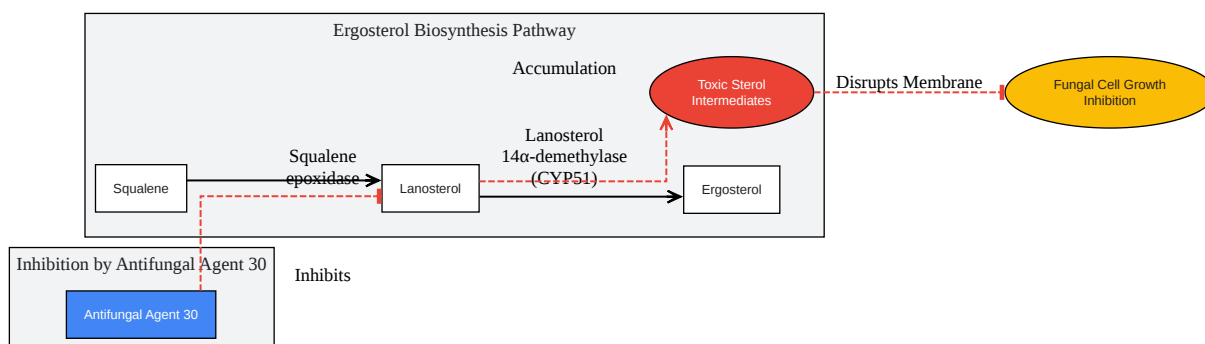 Ergosterol Biosynthesis Pathway
Accumulation
Toxic Sterol
Intermediates
Disrupts Membrane
Fungal Cell Growth
Inhibition
Squalene
Squalene
epoxidase
Lanosterol
Lanosterol
14α-demethylase
(CYP51)
Ergosterol
Inhibition by Antifungal Agent 30
Inhibits
Antifungal Agent 30